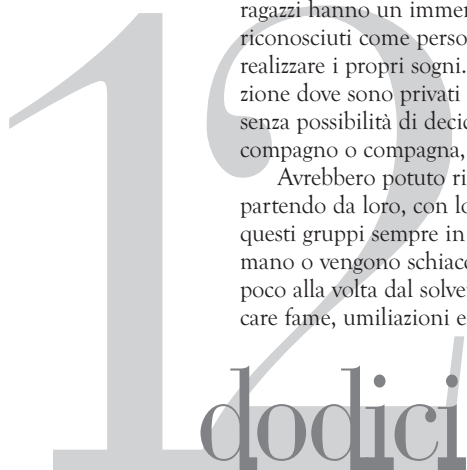 ragazzi hanno un
riconosciuti come
realizzare i propri sogni.
zione dove sono privati
senza possibilità di
compagno o compagna,
Avrebbero potuto
partendo da loro, con
questi gruppi sempre in
mano o vengono
poco alla volta dal
care fame, umiliazioni e
12
dodici